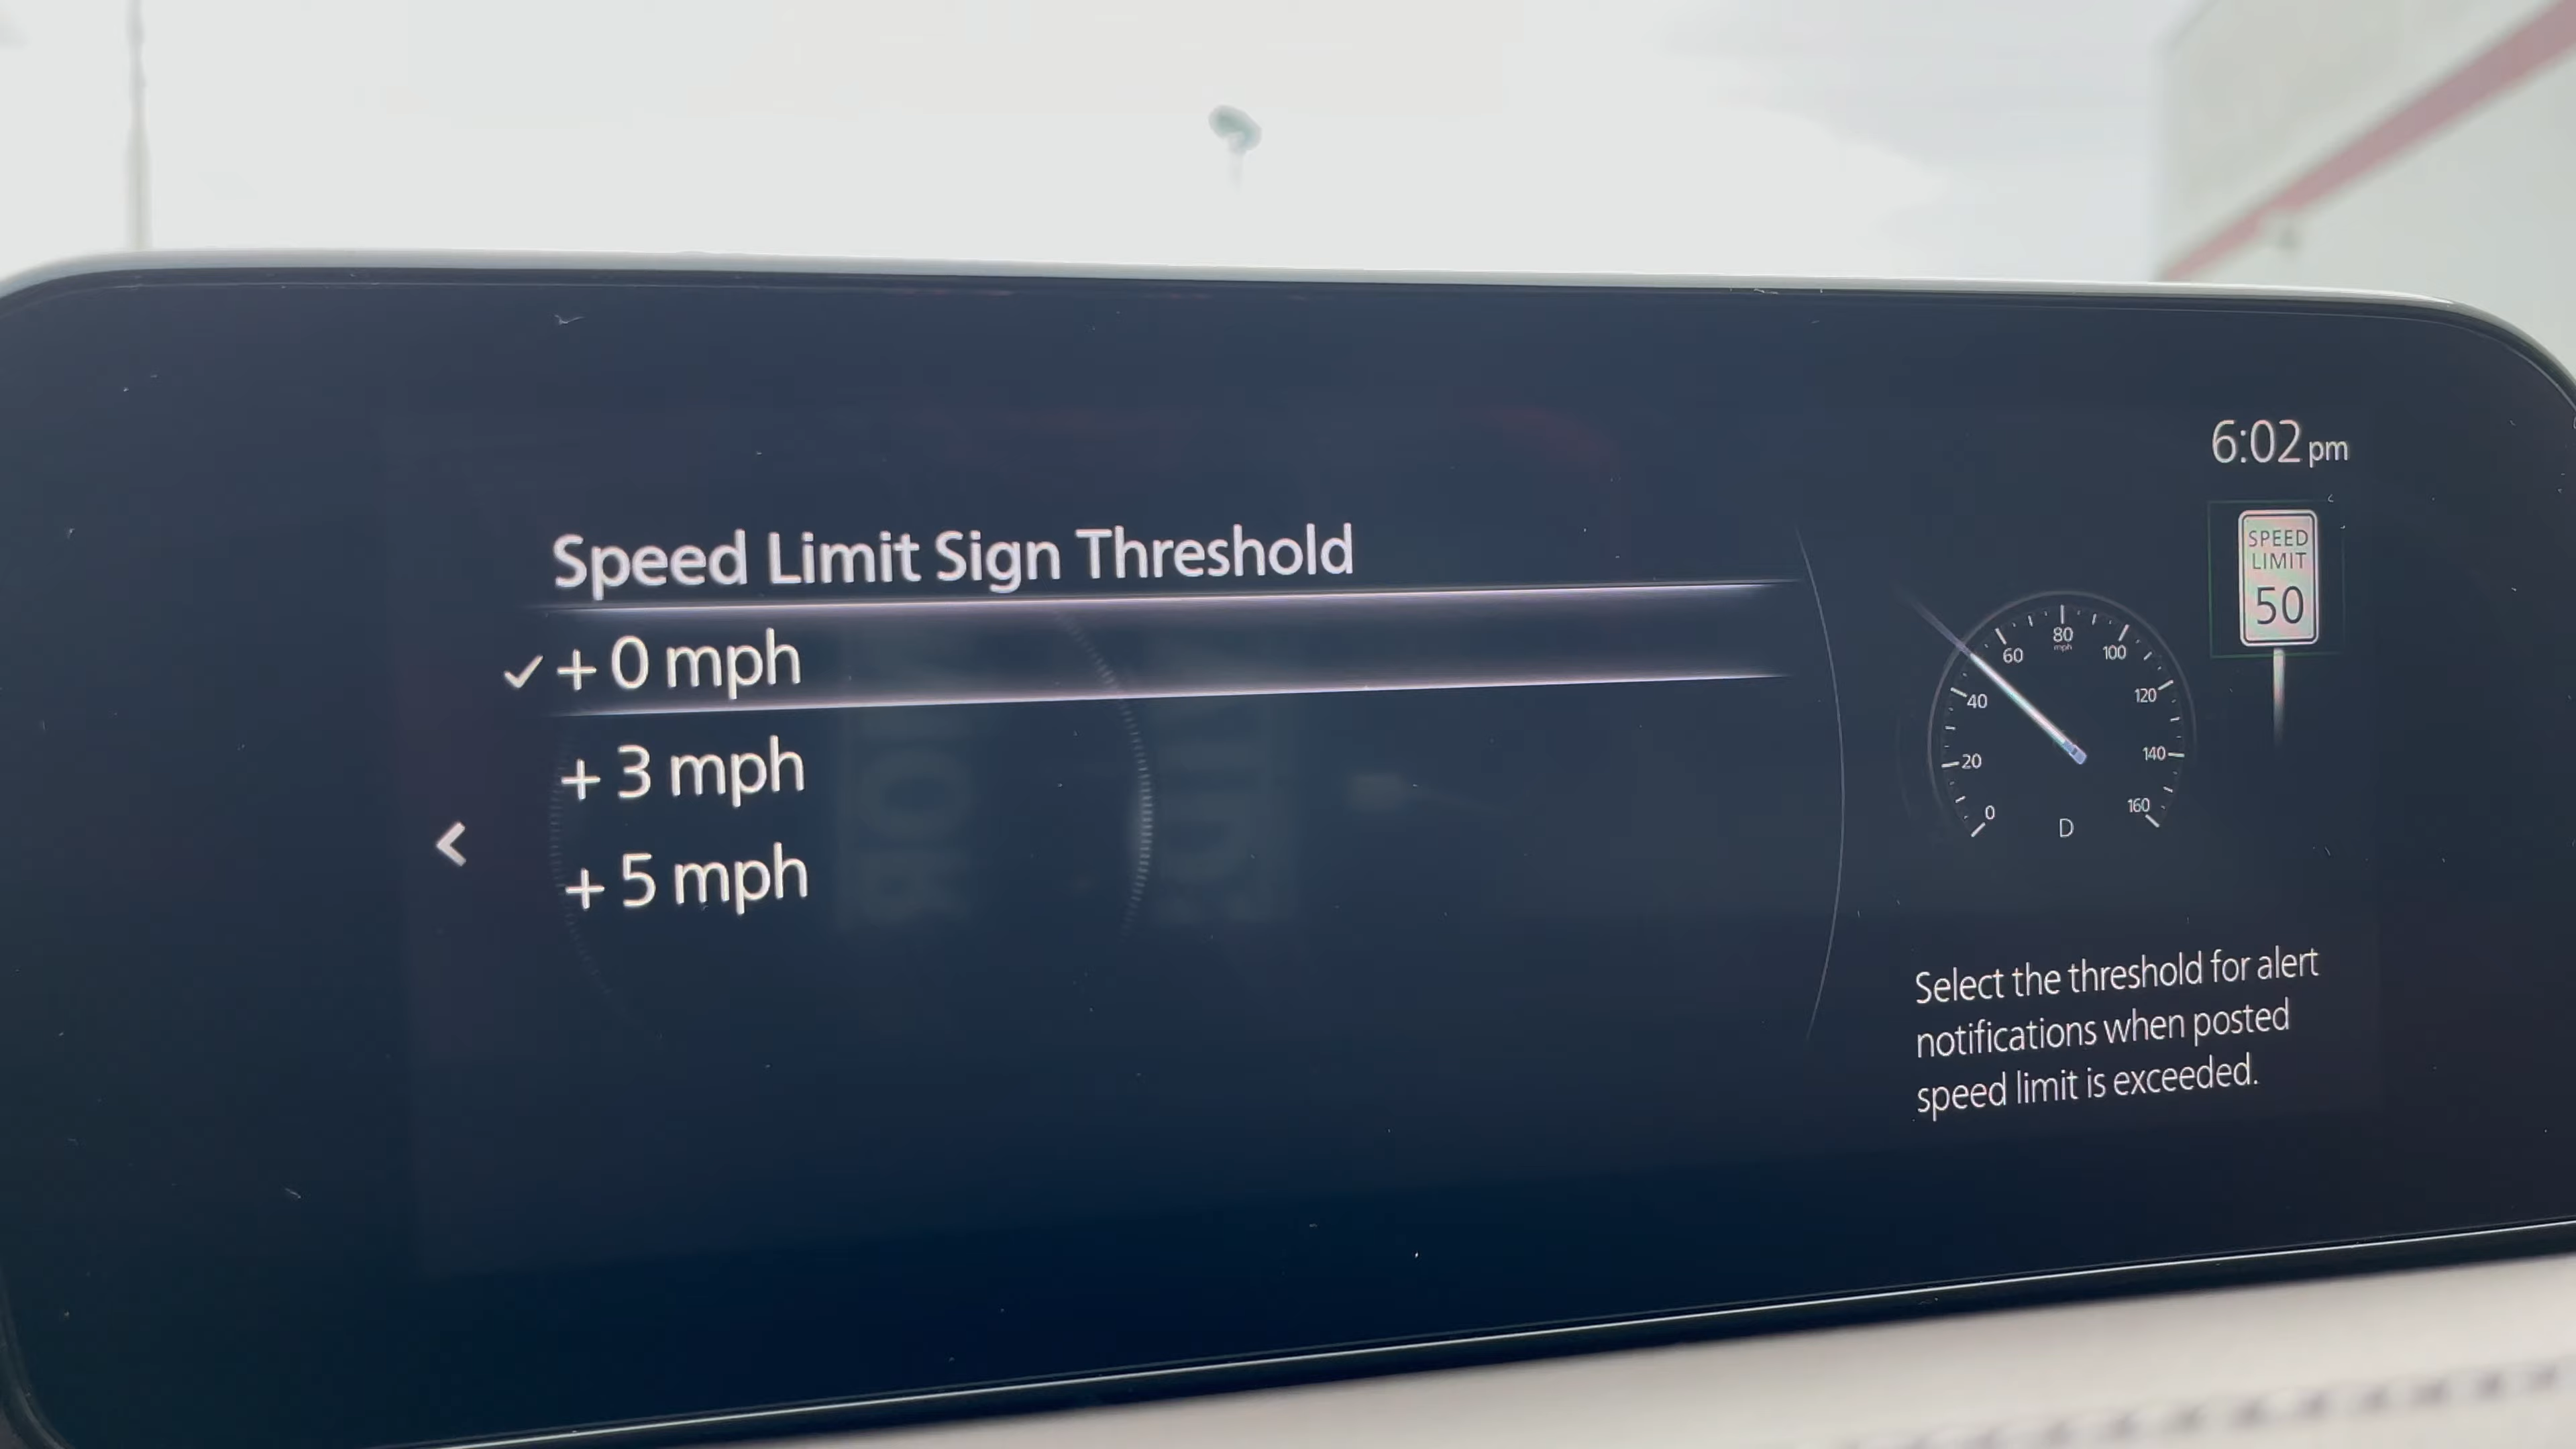 6:02 pm
Speed Limit Sign Threshold
✓ + 0 mph
+ 3 mph
+ 5 mph
<
SPEED
LIMIT
50
0
20
40
60
80
mph
100
120
140
160
D
Select the threshold for alert
notifications when posted
speed limit is exceeded.